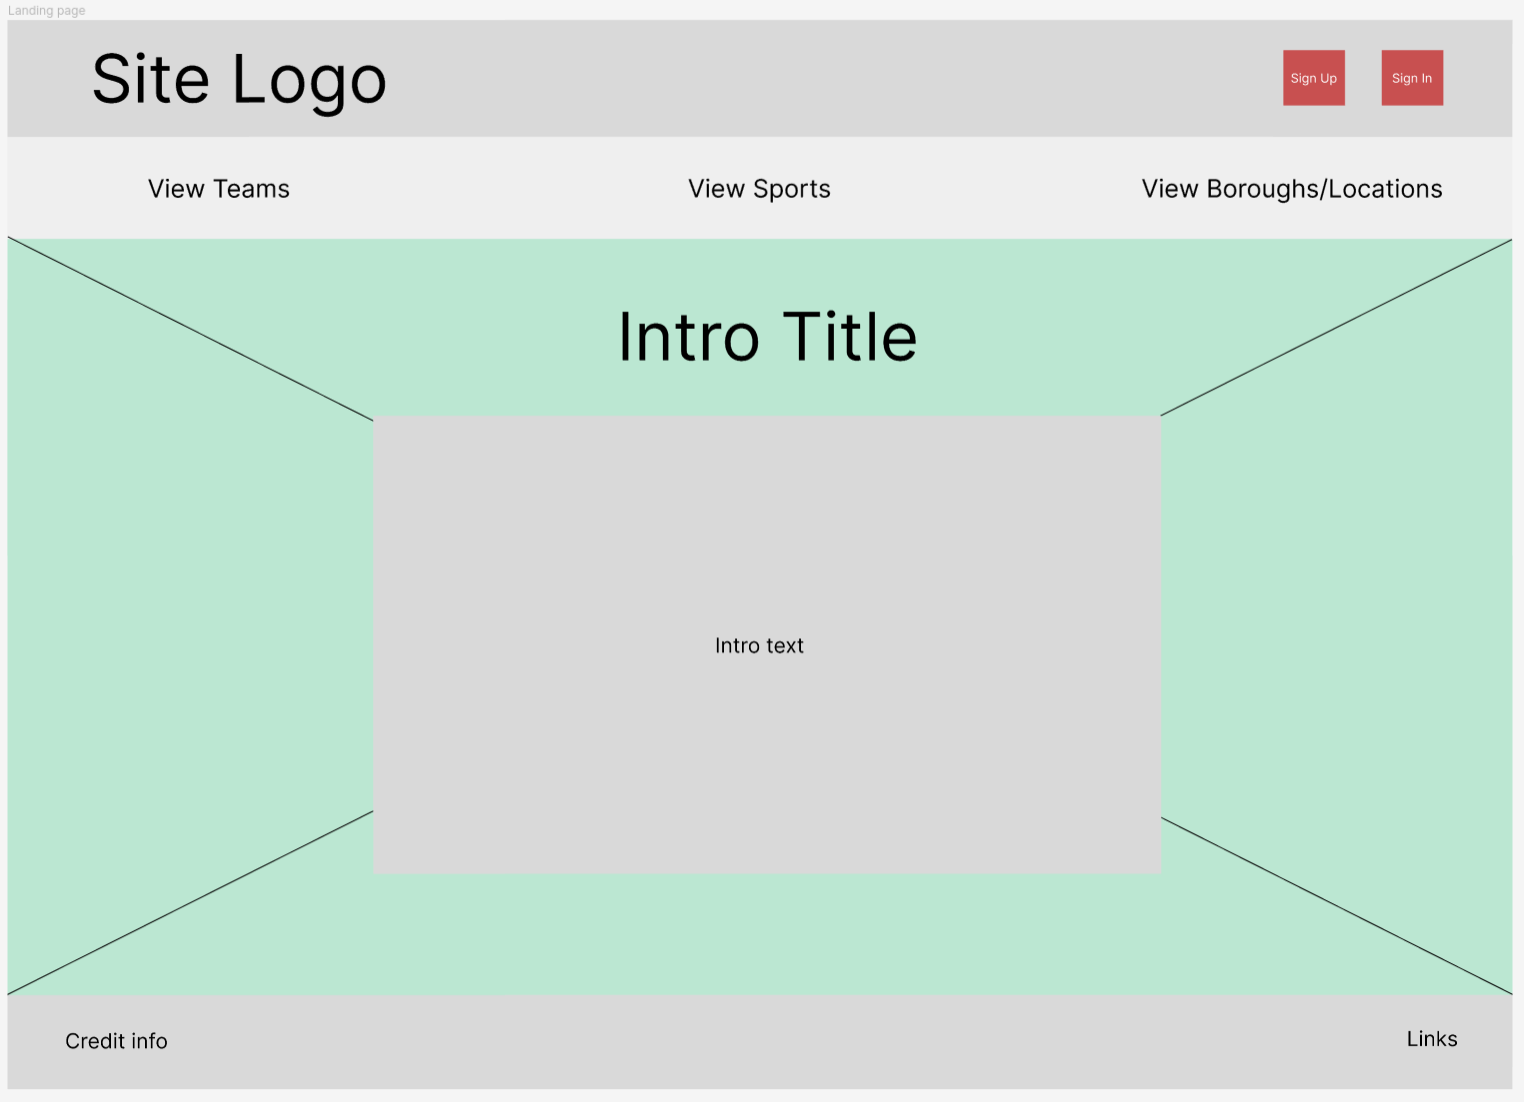 Landing page
Site Logo
Sign Up
Sign In
View Teams
View Sports
View Boroughs/Locations
Intro Title
Intro text
Credit info
Links